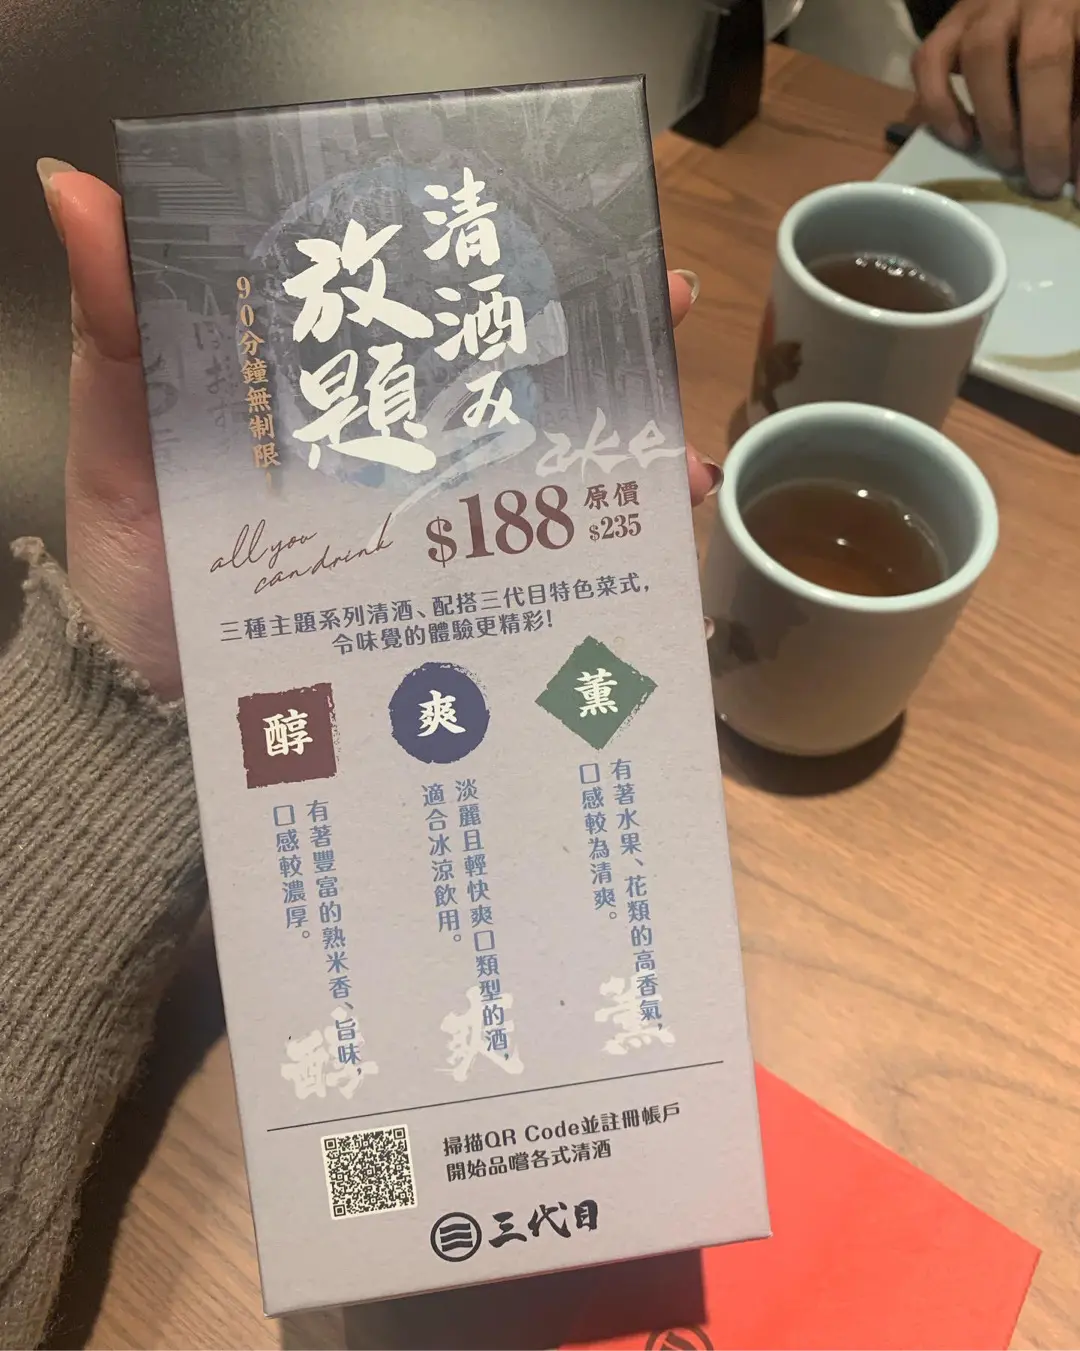 清酒み
放題
90分鐘無制限！
Sake
all you
can drink
$188
原價
$235
三種主題系列清酒、配搭三代目特色菜式，
令味覺的體驗更精彩！
醇
有著豐富的熟米香、旨味，
口感較濃厚。
爽
淡麗且輕快爽口類型的酒，
適合冰涼飲用。
薰
有著水果、花類的高香氣，
口感較為清爽。
醇
爽
薰
掃描QR Code並註冊帳戶
開始品嚐各式清酒
三代目